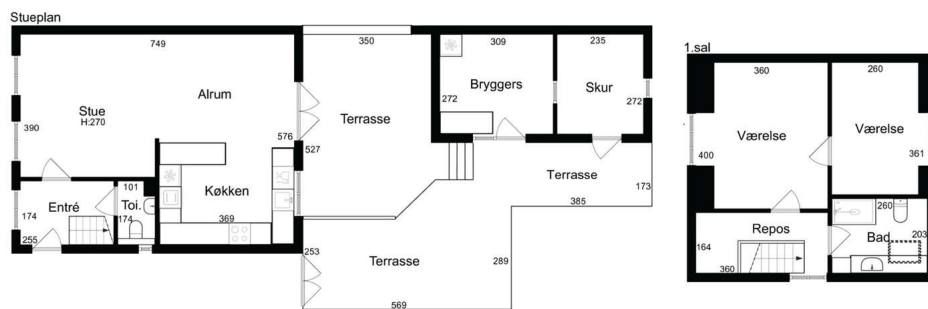 Stueplan
749
350
309
235
1.sal
360
260
Alrum
Bryggers
Skur
Stue
H:270
272
272
390
576
Terrasse
Værelse
Værelse
527
400
361
Terrasse
101
173
Køkken
Entré
Toi.
385
260
174
174
369
Repos
Bad
203
255
253
Terrasse
289
164
360
569